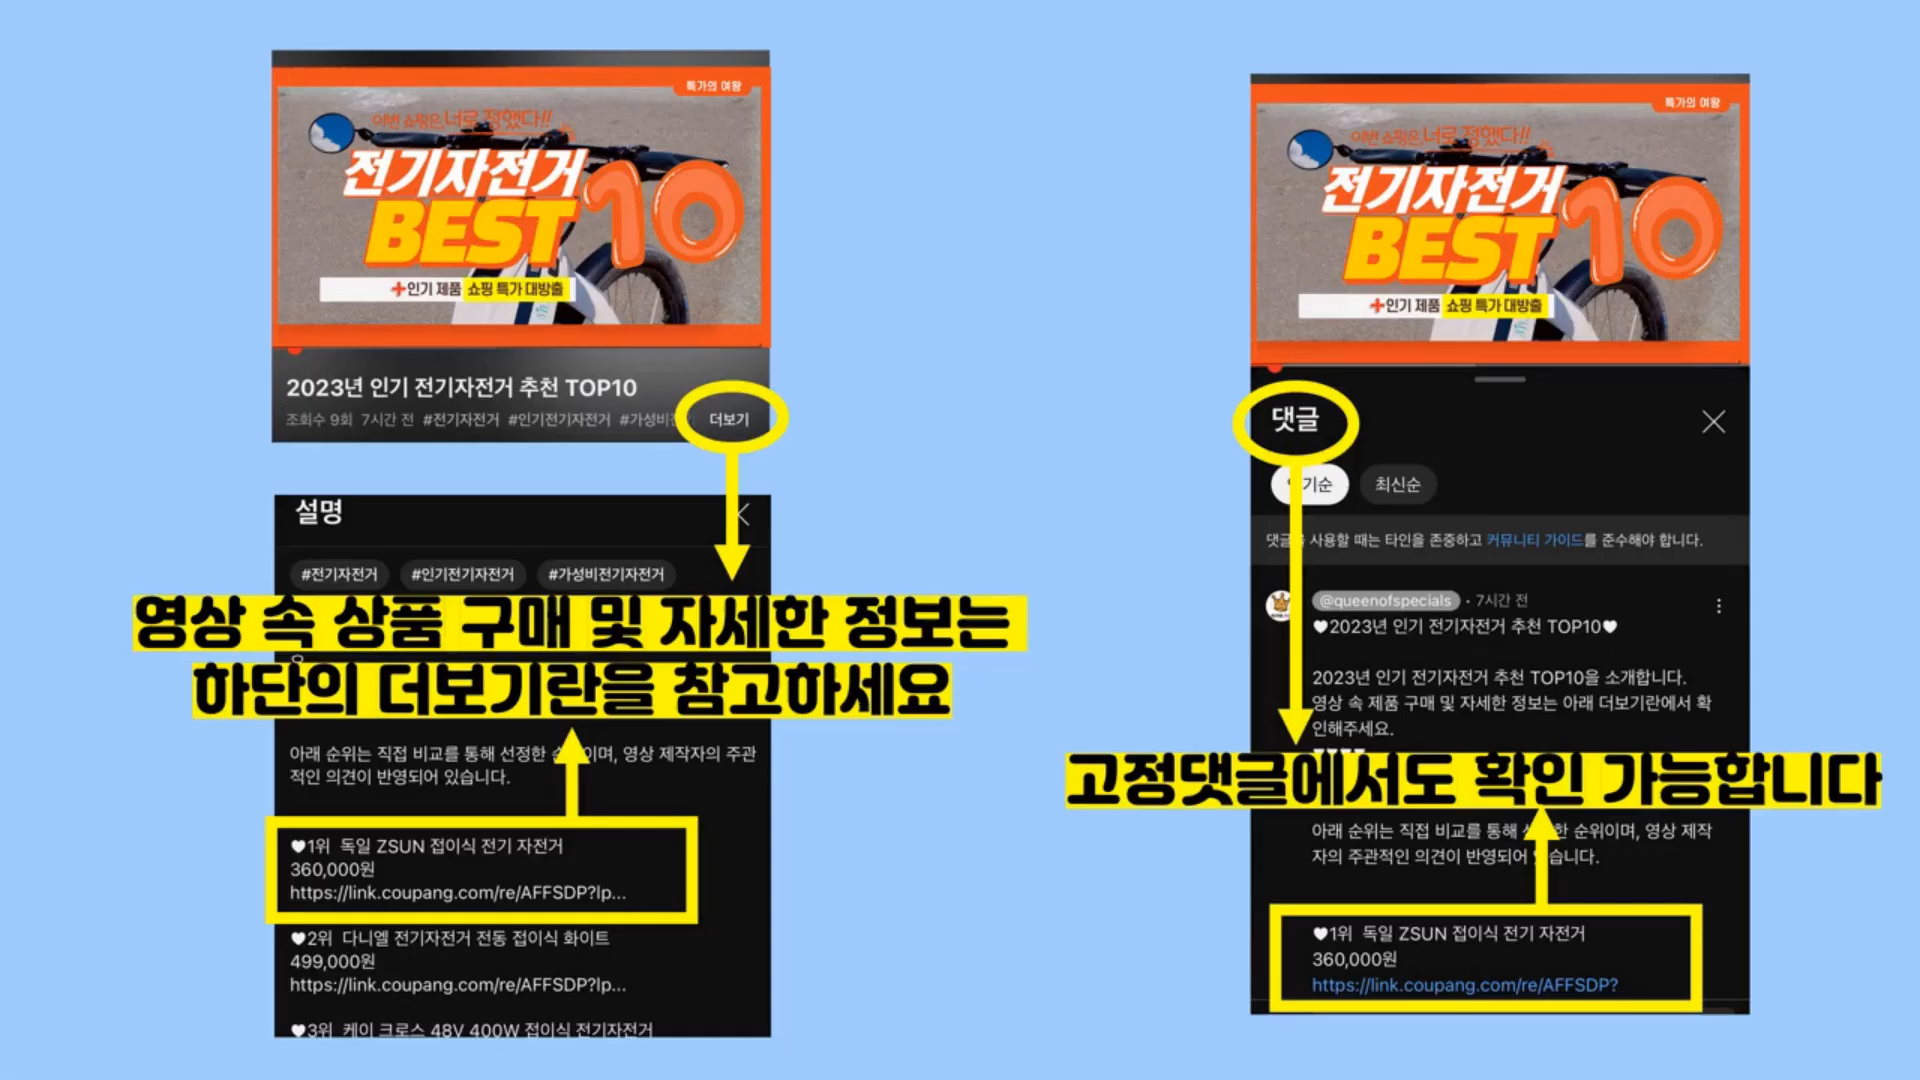 특가의 여왕
이번 쇼핑은 너로 정했다!!
전기자전거
BEST 10
+인기 제품 쇼핑 특가 대방출
2023년 인기 전기자전거 추천 TOP10
조회수 9회 7시간 전 #전기자전거 #인기전기자전거 #가성비 더보기
설명
#전기자전거 #인기전기자전거 #가성비전기자전거
영상 속 상품 구매 및 자세한 정보는
하단의 더보기란을 참고하세요
아래 순위는 직접 비교를 통해 선정한 이며, 영상 제작자의 주관
적인 의견이 반영되어 있습니다.
♥1위 독일 ZSUN 접이식 전기 자전거
360,000원
https://link.coupang.com/re/AFFSDP?lp...
♥2위 다니엘 전기자전거 전동 접이식 화이트
499,000원
https://link.coupang.com/re/AFFSDP?lp...
♥3위 케이 크로스 48V 400W 접이식 전기자전거
특가의 여왕
이번 쇼핑은 너로 정했다!!
전기자전거
BEST 10
+인기 제품 쇼핑 특가 대방출
댓글
기순 최신순
댓글 사용할 때는 타인을 존중하고 커뮤니티 가이드를 준수해야 합니다.
@queenofspecials · 7시간 전
♥2023년 인기 전기자전거 추천 TOP10♥
2023년 인기 전기자전거 추천 TOP10을 소개합니다.
영상 속 제품 구매 및 자세한 정보는 아래 더보기란에서 확
인해주세요.
고정댓글에서도 확인 가능합니다
아래 순위는 직접 비교를 통해 한 순위이며, 영상 제작
자의 주관적인 의견이 반영되어 습니다.
♥1위 독일 ZSUN 접이식 전기 자전거
360,000원
https://link.coupang.com/re/AFFSDP?